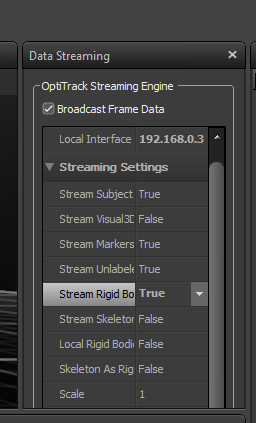 Data Streaming
OptiTrack Streaming Engine
Broadcast Frame Data
Local Interface 192.168.0.3
Streaming Settings
Stream Subject True
Stream Visual3D False
Stream Markers True
Stream Unlabele True
Stream Rigid Bo True
Stream Skeleton False
Local Rigid Bodie False
Skeleton As Rig False
Scale 1